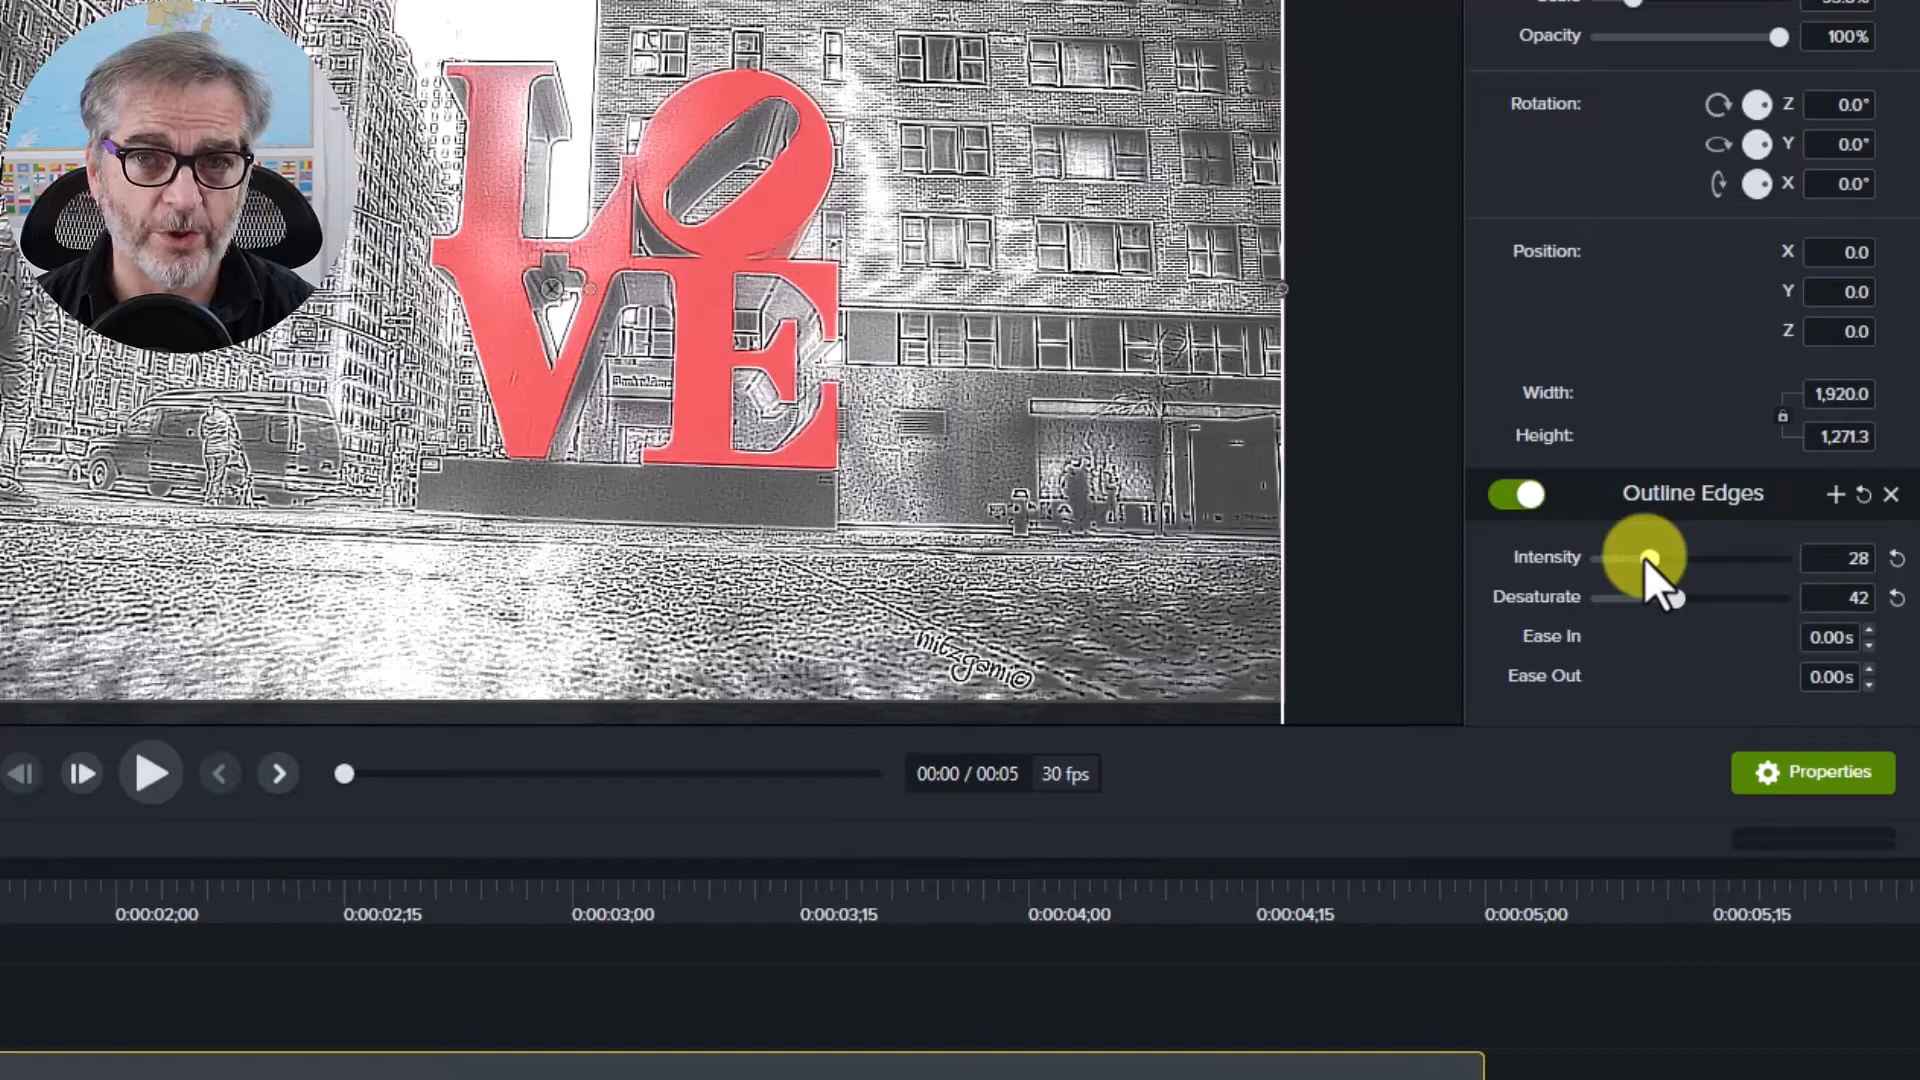 Opacity 100%
Rotation: Z 0.0°
Y 0.0°
X 0.0°
Position: X 0.0
Y 0.0
Z 0.0
Width: 1,920.0
Height: 1,271.3
Outline Edges
Intensity 28
Desaturate 42
Ease In 0.00s
Ease Out 0.00s
LO
VE
mitzgami©
00:00 / 00:05 30 fps
Properties
0:00:02;00 0:00:02;15 0:00:03;00 0:00:03;15 0:00:04;00 0:00:04;15 0:00:05;00 0:00:05;15